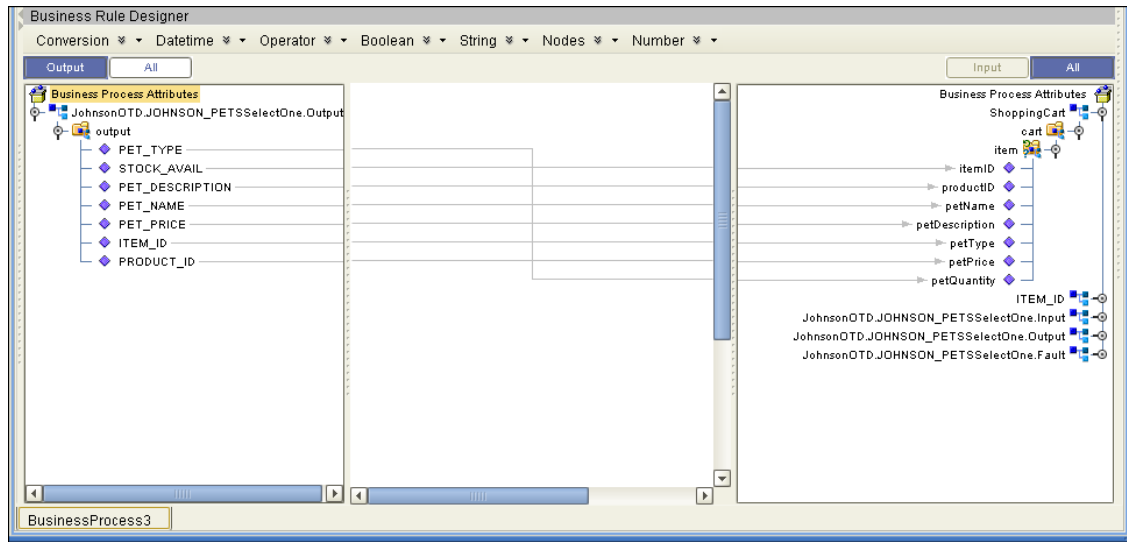 Business Rule Designer
Conversion Datetime Operator Boolean String Nodes Number
Output All Input All
Business Process Attributes
JohnsonOTD.JOHNSON_PETSSelectOne.Output
output
PET_TYPE
STOCK_AVAIL
PET_DESCRIPTION
PET_NAME
PET_PRICE
ITEM_ID
PRODUCT_ID
Business Process Attributes
ShoppingCart
cart
item
itemID
productID
petName
petDescription
petType
petPrice
petQuantity
ITEM_ID
JohnsonOTD.JOHNSON_PETSSelectOne.Input
JohnsonOTD.JOHNSON_PETSSelectOne.Output
JohnsonOTD.JOHNSON_PETSSelectOne.Fault
BusinessProcess3